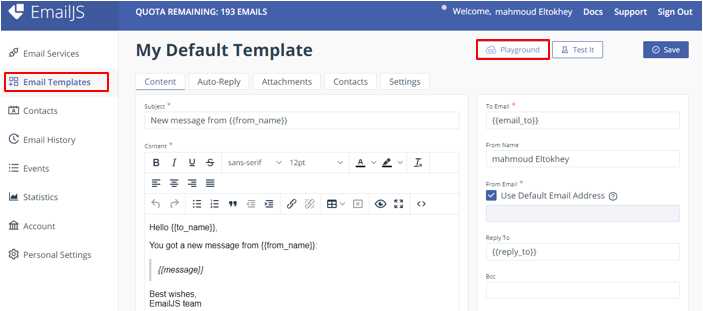 EmailJS
QUOTA REMAINING: 193 EMAILS
Welcome, mahmoud Eltokhey
Docs
Support
Sign Out
Email Services
Email Templates
Contacts
Email History
Events
Statistics
Account
Personal Settings
My Default Template
Playground
Test It
Save
Content
Auto-Reply
Attachments
Contacts
Settings
Subject *
New message from {{from_name}}
Content *
B I U S sans-serif 12pt A
Hello {{to_name}},
You got a new message from {{from_name}}:
{{message}}
Best wishes,
EmailJS team
To Email *
{{email_to}}
From Name
mahmoud Eltokhey
From Email *
Use Default Email Address
Reply To
{{reply_to}}
Bcc